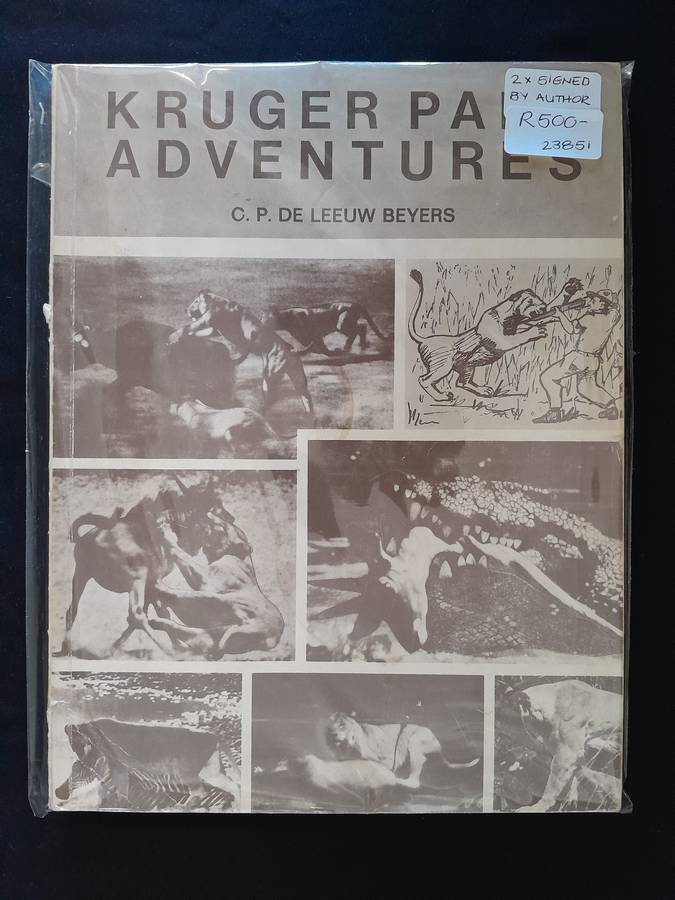 KRUGER PA
ADVENTURES
C. P. DE LEEUW BEYERS
2 x SIGNED
BY AUTHOR
R500-
23851